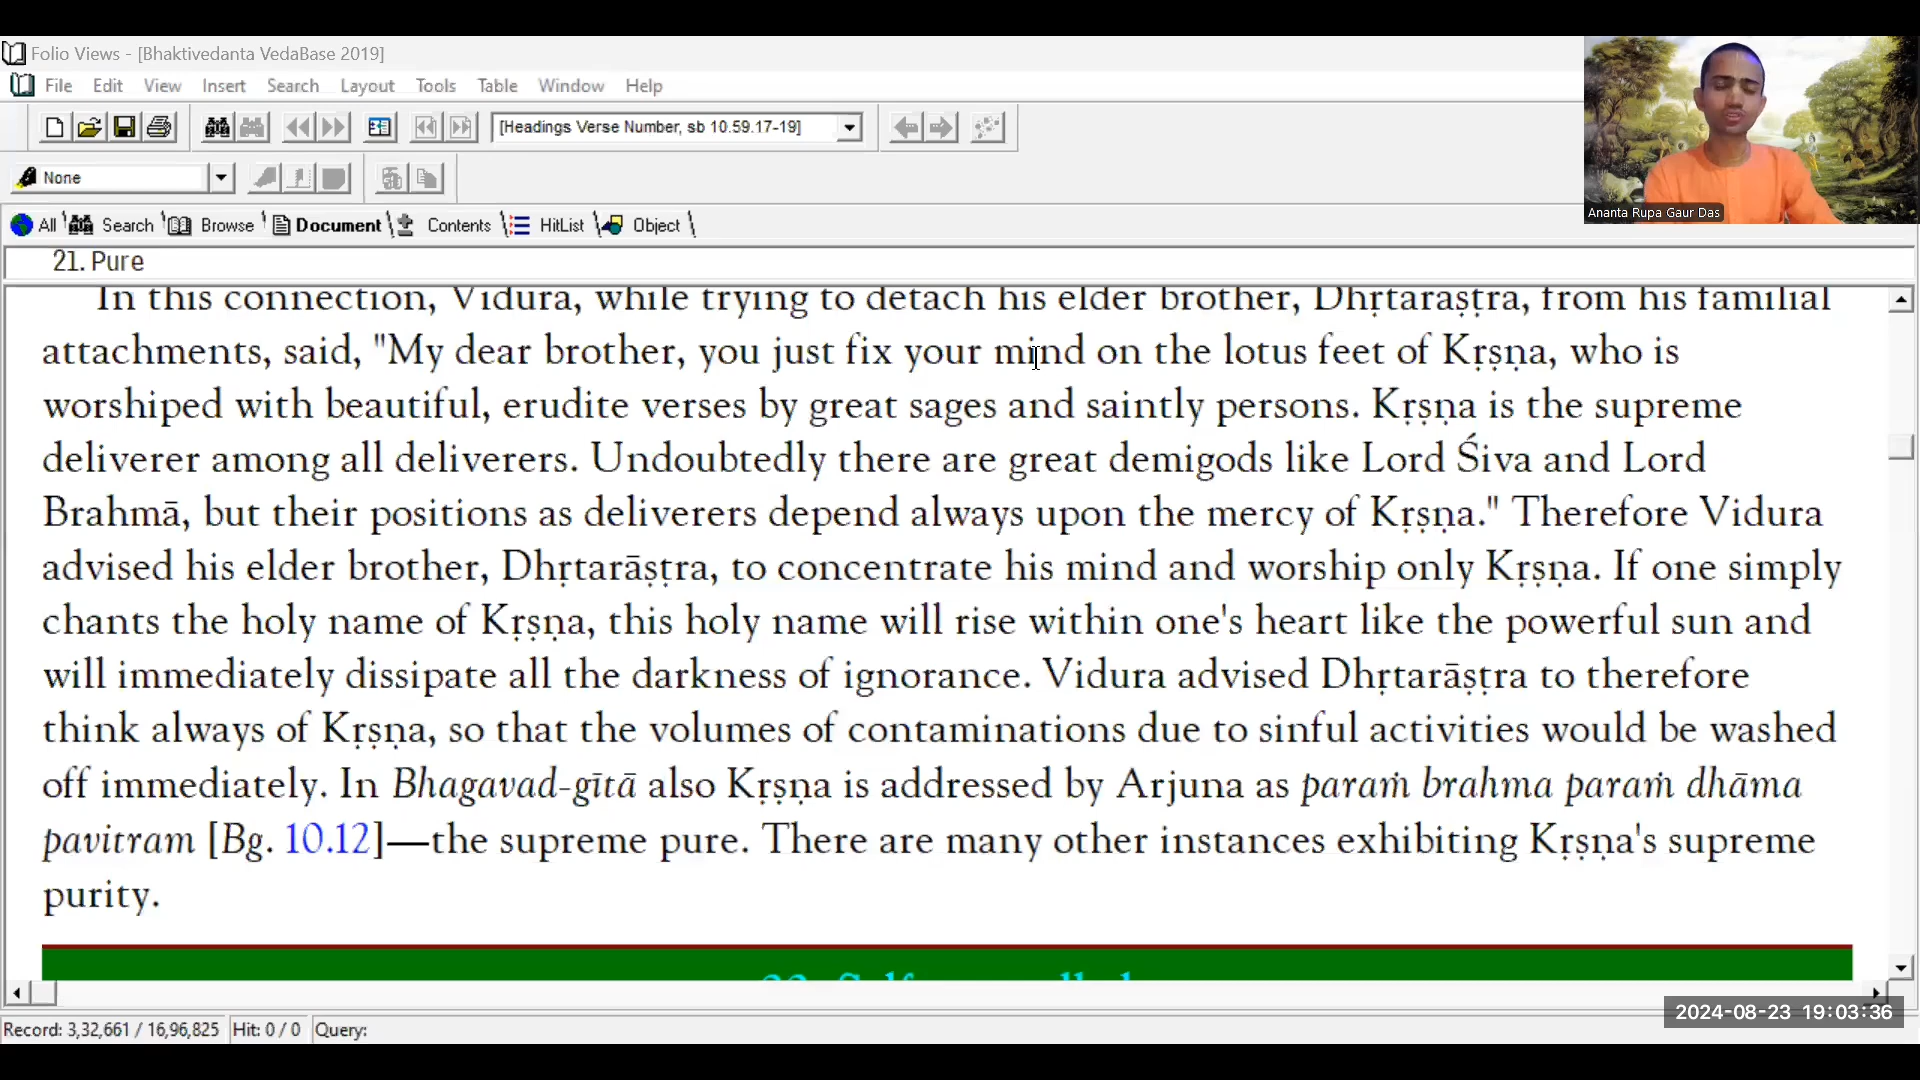 Folio Views - [Bhaktivedanta VedaBase 2019]
File Edit View Insert Search Layout Tools Table Window Help
[Headings Verse Number, sb 10.59.17-19]
None
All Search Browse Document Contents HitList Object
Ananta Rupa Gaur Das
21. Pure
In this connection, Vidura, while trying to detach his elder brother, Dhṛtarāṣṭra, from his familial
attachments, said, "My dear brother, you just fix your mind on the lotus feet of Kṛṣṇa, who is
worshiped with beautiful, erudite verses by great sages and saintly persons. Kṛṣṇa is the supreme
deliverer among all deliverers. Undoubtedly there are great demigods like Lord Śiva and Lord
Brahmā, but their positions as deliverers depend always upon the mercy of Kṛṣṇa." Therefore Vidura
advised his elder brother, Dhṛtarāṣṭra, to concentrate his mind and worship only Kṛṣṇa. If one simply
chants the holy name of Kṛṣṇa, this holy name will rise within one's heart like the powerful sun and
will immediately dissipate all the darkness of ignorance. Vidura advised Dhṛtarāṣṭra to therefore
think always of Kṛṣṇa, so that the volumes of contaminations due to sinful activities would be washed
off immediately. In Bhagavad-gītā also Kṛṣṇa is addressed by Arjuna as paraṁ brahma paraṁ dhāma
pavitram [Bg. 10.12]—the supreme pure. There are many other instances exhibiting Kṛṣṇa's supreme
purity.
2024-08-23 19:03:36
Record: 3,32,661 / 16,96,825 Hit: 0 / 0 Query: